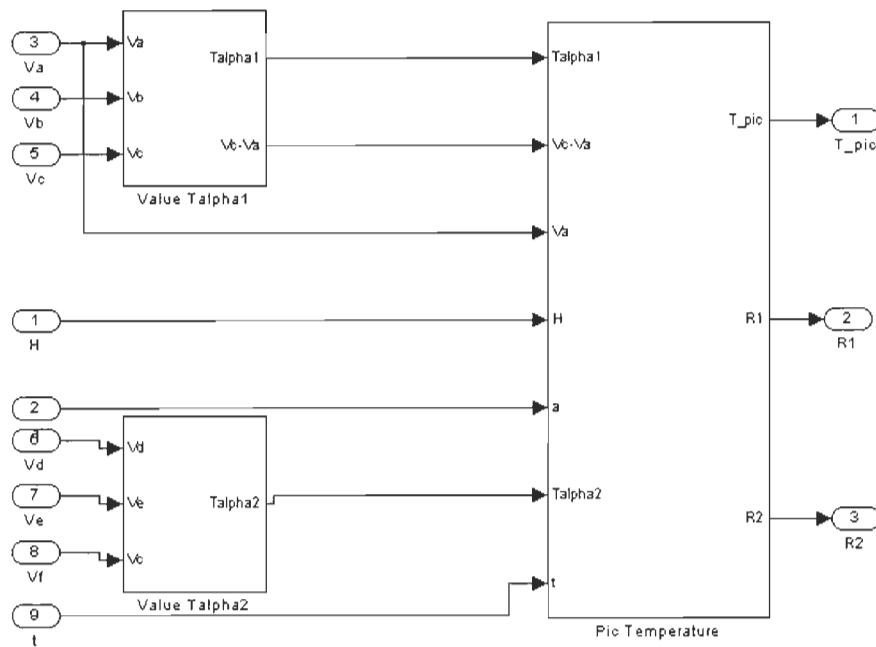 3
Va
4
Vb
5
Vc
Va
Vb
Vc
Talpha1
Vc-Va
Value Talpha1
1
H
2
6
Vd
7
Ve
8
Vf
9
t
Vd
Ve
Vc
Talpha2
Value Talpha2
Talpha1
Vc-Va
Va
H
a
Talpha2
t
T_pic
R1
R2
Pic Temperature
1
T_pic
2
R1
3
R2